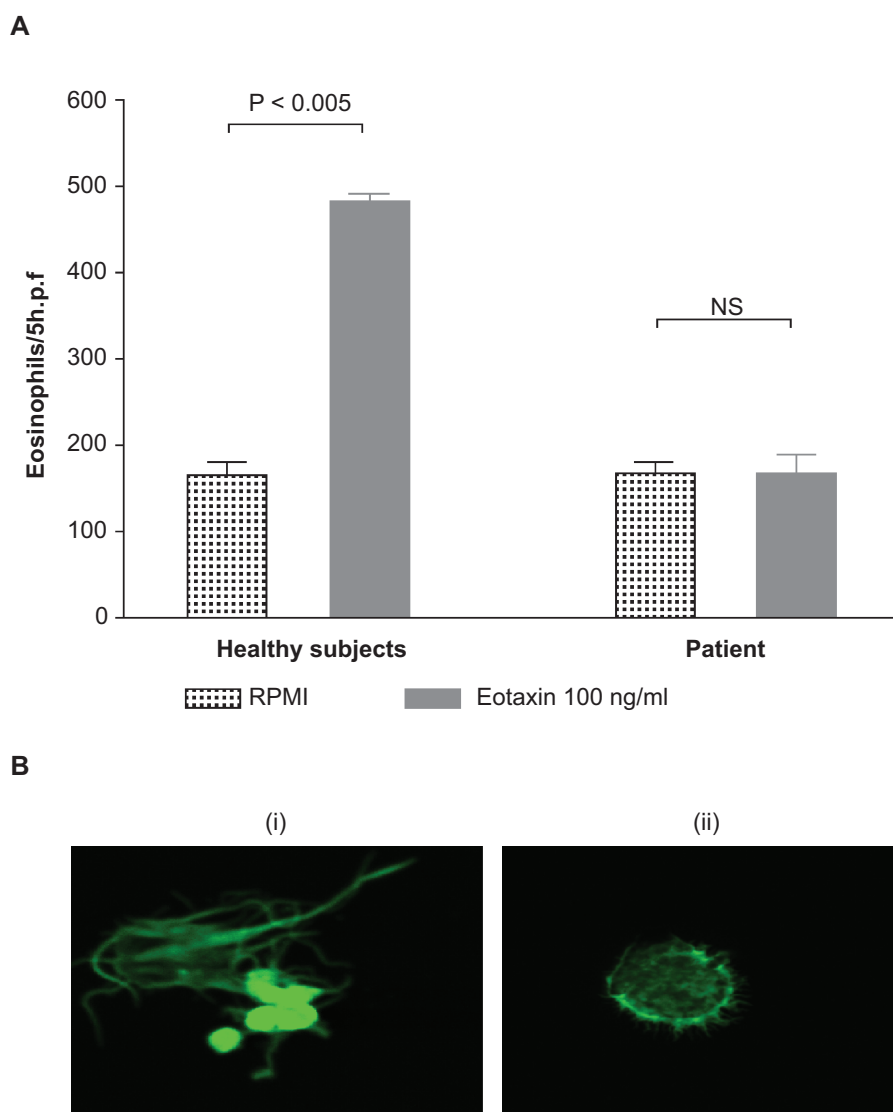 A
600
P < 0.005
500
400
NS
300
200
100
0
Eosinophils/5h.p.f
Healthy subjects Patient
RPMI Eotaxin 100 ng/ml
B
(i) (ii)